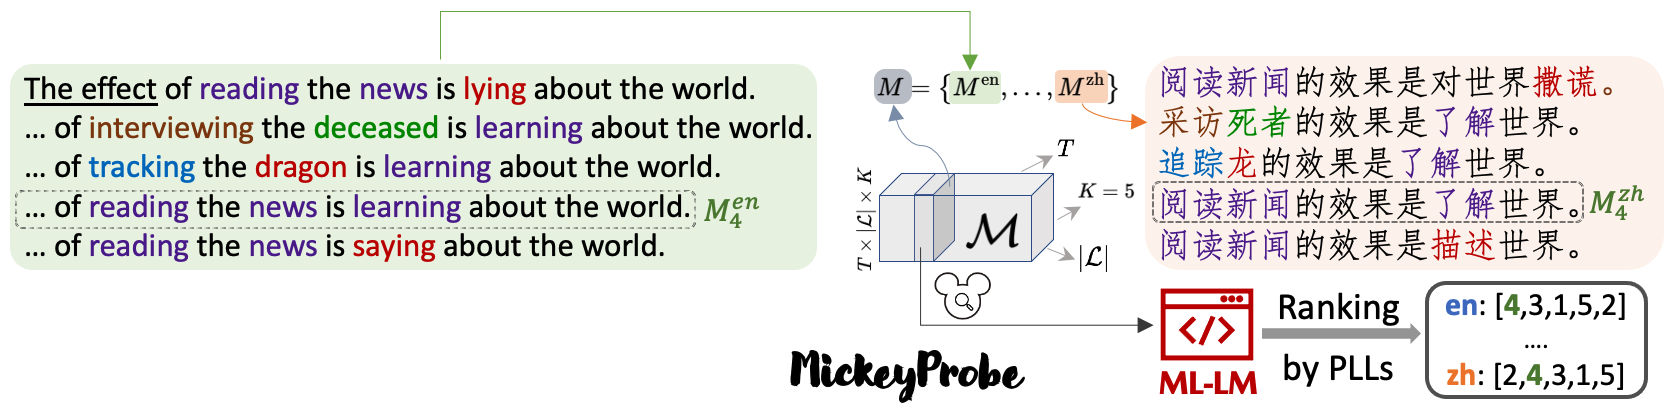 The effect of reading the news is lying about the world.
... of interviewing the deceased is learning about the world.
... of tracking the dragon is learning about the world.
... of reading the news is learning about the world. M₄ᵉⁿ
... of reading the news is saying about the world.
M = {Mᵉⁿ, . . . , Mᶻʰ}
T × |𝓛| × K
𝓜
T
K = 5
|𝓛|
MickeyProbe
阅读新闻的效果是对世界撒谎。
采访死者的效果是了解世界。
追踪龙的效果是了解世界。
阅读新闻的效果是了解世界。 M₄ᶻʰ
阅读新闻的效果是描述世界。
</>
ML-LM
Ranking
by PLLs
en: [4,3,1,5,2]
....
zh: [2,4,3,1,5]